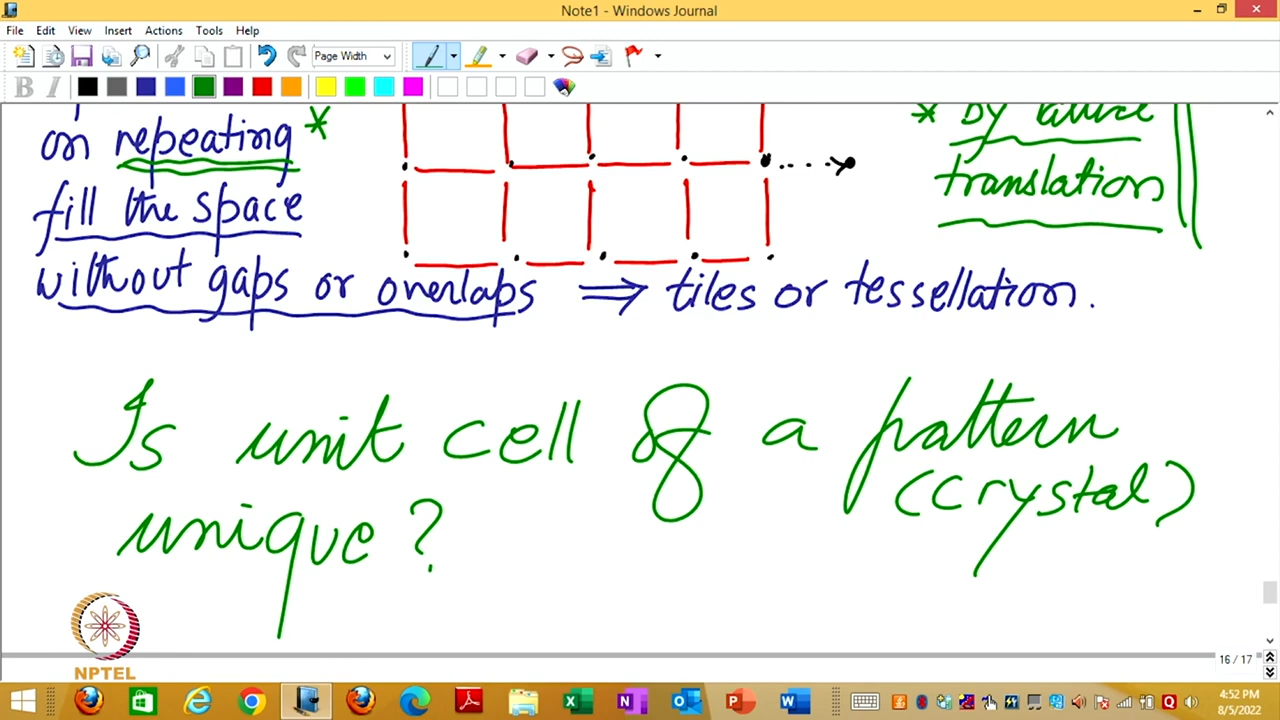 Note1 - Windows Journal
File Edit View Insert Actions Tools Help
Page Width
B I
on repeating *
* by lattice
translation
fill the space
without gaps or overlaps ⇒ tiles or tessellation.
Is unit cell of a pattern
(crystal)
unique?
NPTEL
16 / 17
4:52 PM
8/5/2022